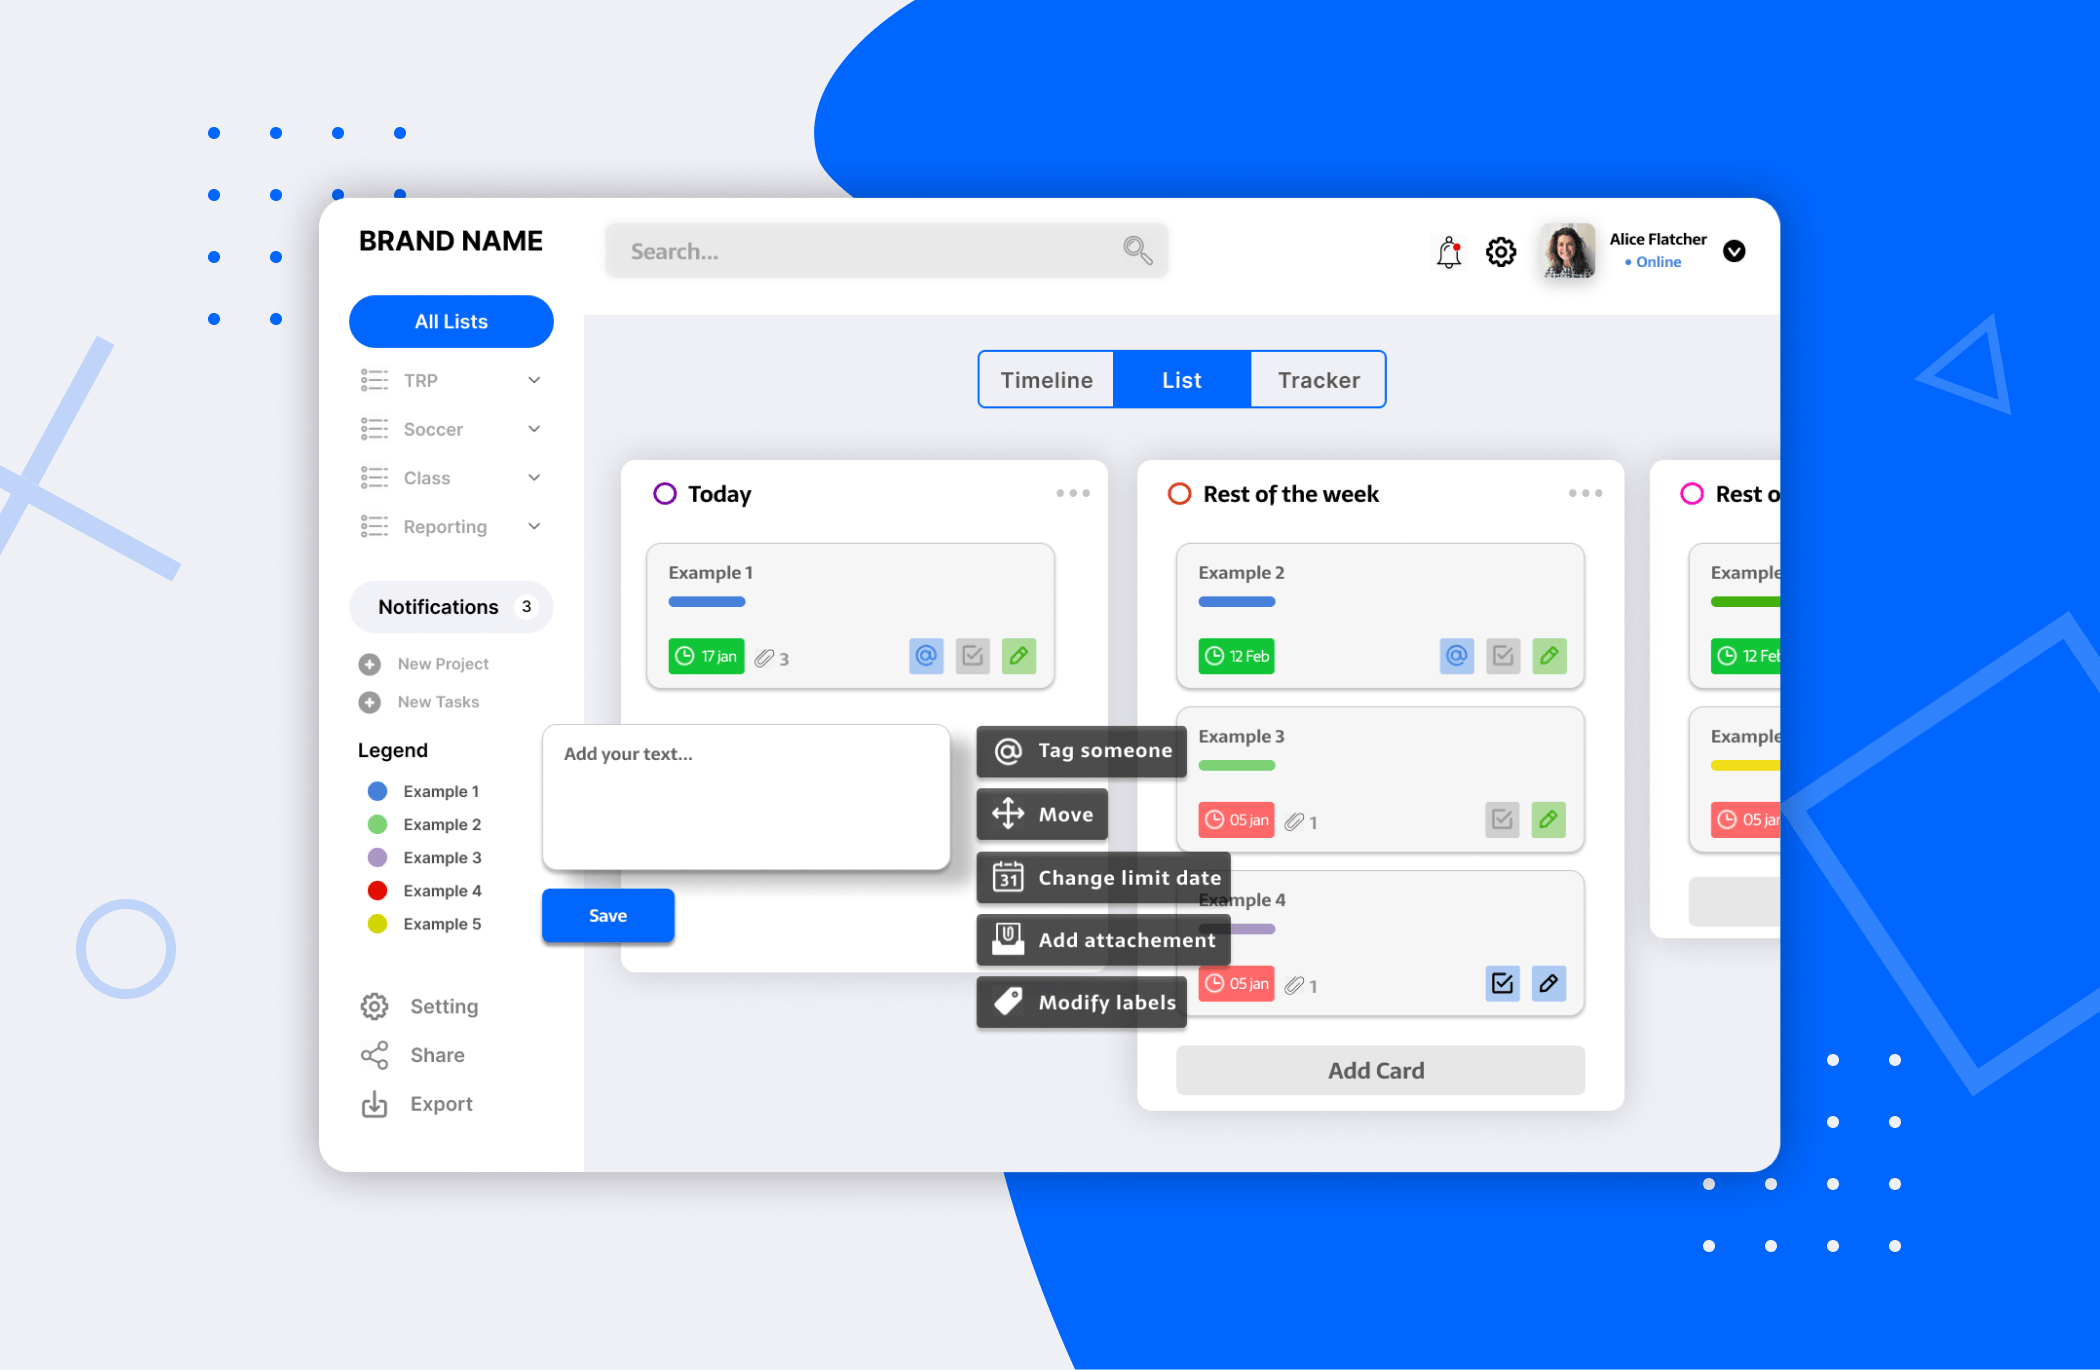 BRAND NAME
Search...
Alice Flatcher
• Online
All Lists
TRP
Soccer
Class
Reporting
Notifications 3
New Project
New Tasks
Legend
Example 1
Example 2
Example 3
Example 4
Example 5
Setting
Share
Export
Timeline
List
Tracker
Today
Example 1
17 jan
3
Add your text...
Save
@ Tag someone
Move
31 Change limit date
Add attachement
Modify labels
Rest of the week
Example 2
12 Feb
@
Example 3
05 jan
1
Example 4
05 jan
1
Add Card
Rest o
Example
12 Feb
Example
05 jan